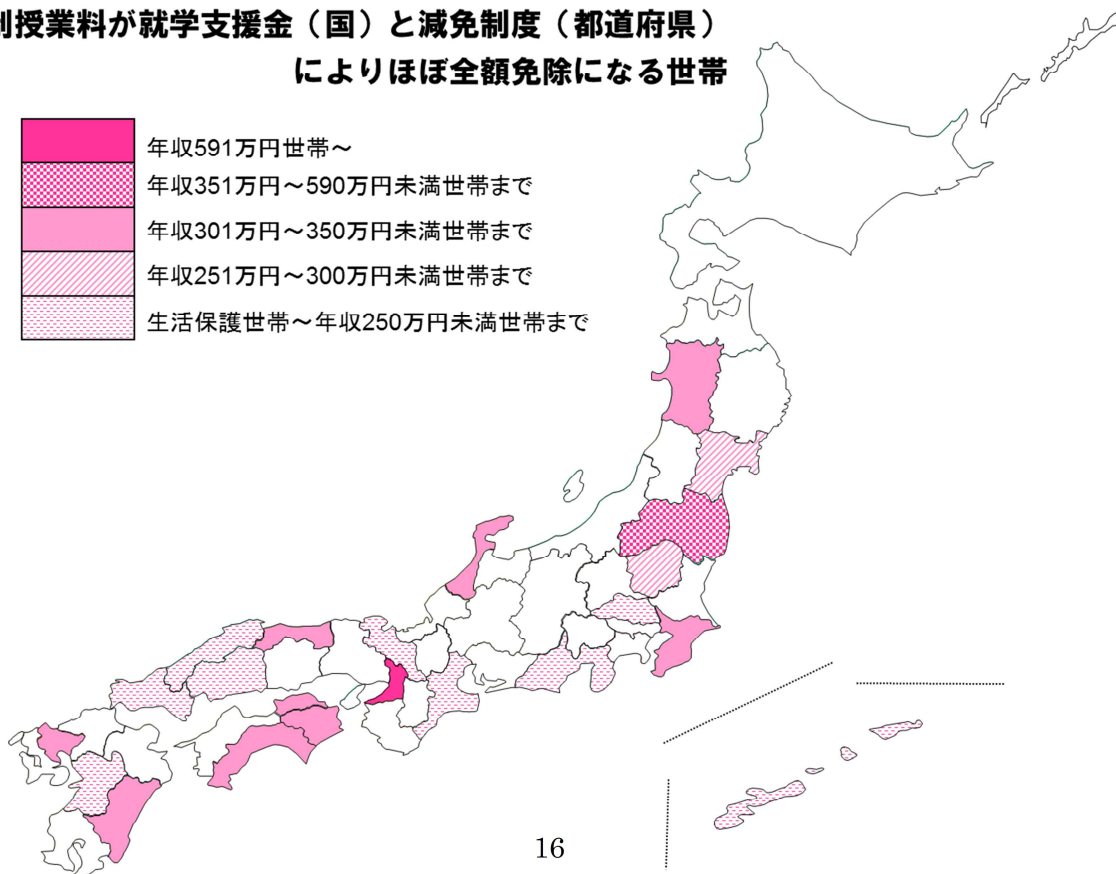 授業料が就学支援金（国）と減免制度（都道府県）
によりほぼ全額免除になる世帯
年収591万円世帯～
年収351万円～590万円未満世帯まで
年収301万円～350万円未満世帯まで
年収251万円～300万円未満世帯まで
生活保護世帯～年収250万円未満世帯まで
16